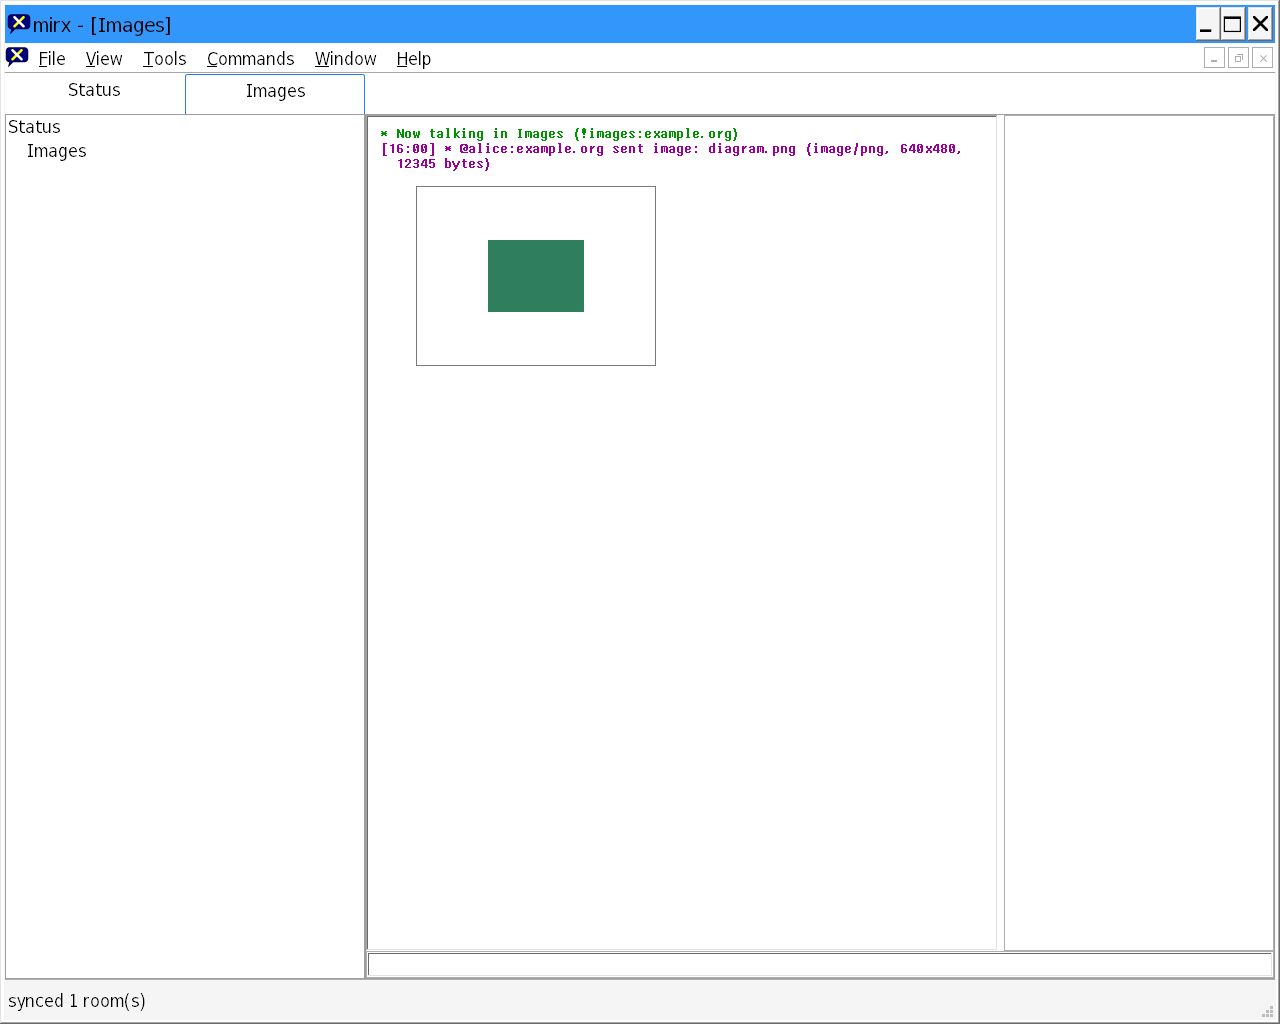 mirx - [Images]
File View Tools Commands Window Help
Status Images
Status
Images
* Now talking in Images (!images:example.org)
[16:00] * @alice:example.org sent image: diagram.png (image/png, 640x480,
12345 bytes)
synced 1 room(s)